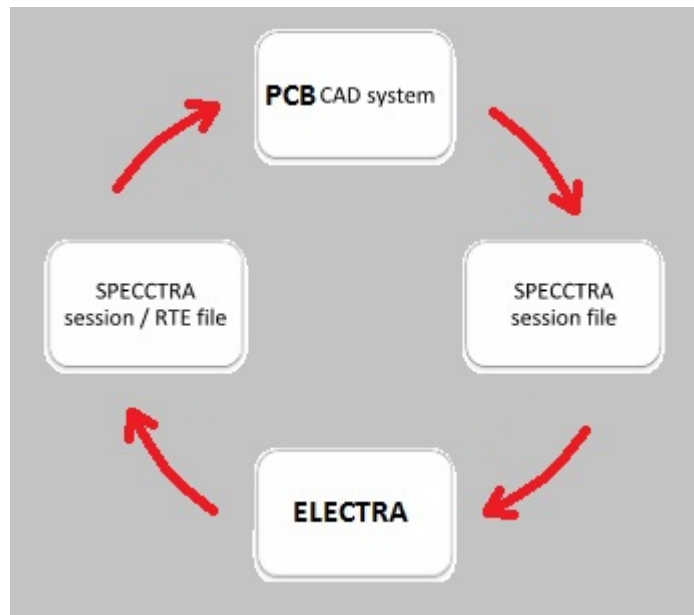 PCB CAD system
SPECCTRA
session / RTE file
SPECCTRA
session file
ELECTRA